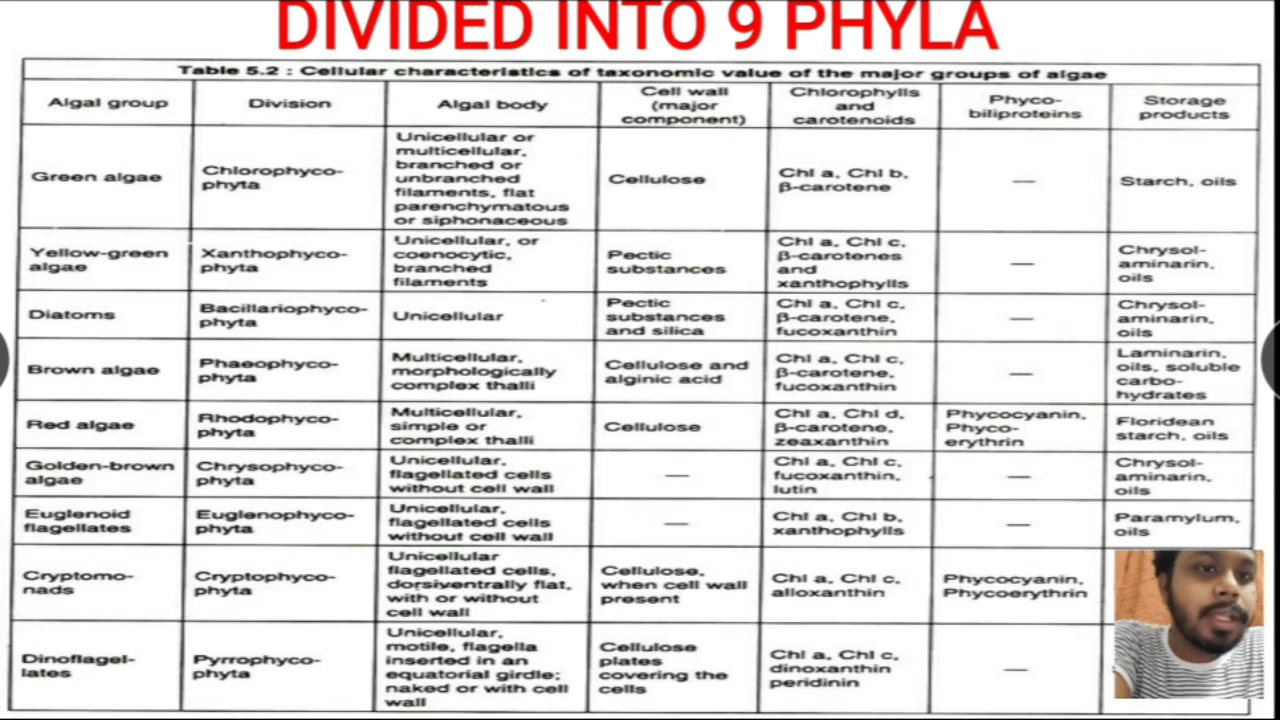 DIVIDED INTO 9 PHYLA
Table 5.2 : Cellular characteristics of taxonomic value of the major groups of algae
Algal group
Division
Algal body
Cell wall
(major
component)
Chlorophylls
and
carotenoids
Phyco-
biliproteins
Storage
products
Green algae
Chlorophyco-
phyta
Unicellular or
multicellular,
branched or
unbranched
filaments, flat
parenchymatous
or siphonaceous
Cellulose
Chl a, Chl b,
β-carotene
—
Starch, oils
Yellow-green
algae
Xanthophyco-
phyta
Unicellular, or
coenocytic,
branched
filaments
Pectic
substances
Chl a, Chl c,
β-carotenes
and
xanthophylls
—
Chrysol-
aminarin,
oils
Diatoms
Bacillariophyco-
phyta
Unicellular
Pectic
substances
and silica
Chl a, Chl c,
β-carotene,
fucoxanthin
—
Chrysol-
aminarin,
oils
Brown algae
Phaeophyco-
phyta
Multicellular,
morphologically
complex thalli
Cellulose and
alginic acid
Chl a, Chl c,
β-carotene,
fucoxanthin
—
Laminarin,
oils, soluble
carbo-
hydrates
Red algae
Rhodophyco-
phyta
Multicellular,
simple or
complex thalli
Cellulose
Chl a, Chl d,
β-carotene,
zeaxanthin
Phycocyanin,
Phyco-
erythrin
Floridean
starch, oils
Golden-brown
algae
Chrysophyco-
phyta
Unicellular,
flagellated cells
without cell wall
—
Chl a, Chl c,
fucoxanthin,
lutin
—
Chrysol-
aminarin,
oils
Euglenoid
flagellates
Euglenophyco-
phyta
Unicellular,
flagellated cells
without cell wall
—
Chl a, Chl b,
xanthophylls
—
Paramylum,
oils
Cryptomo-
nads
Cryptophyco-
phyta
Unicellular
flagellated cells,
dorsiventrally flat,
with or without
cell wall
Cellulose,
when cell wall
present
Chl a, Chl c,
alloxanthin
Phycocyanin,
Phycoerythrin
Dinoflagel-
lates
Pyrrophyco-
phyta
Unicellular,
motile, flagella
inserted in an
equatorial girdle;
naked or with cell
wall
Cellulose
plates
covering the
cells
Chl a, Chl c,
dinoxanthin
peridinin
—